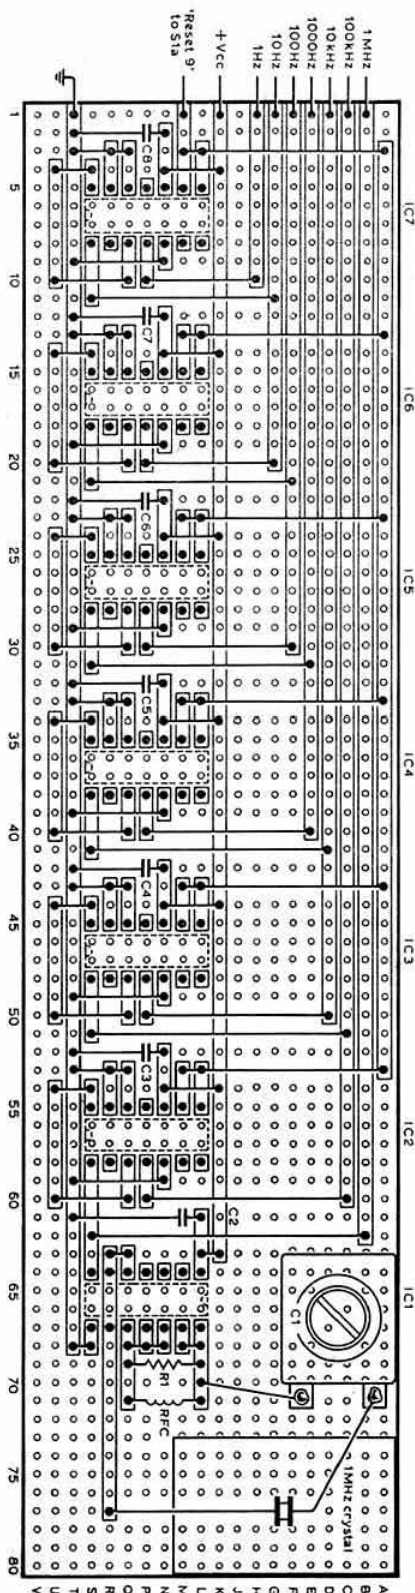 IC7 IC6 IC5 IC4 IC3 IC2 IC1
1MHz
100kHz
10kHz
1000Hz
100Hz
10Hz
1Hz
+Vcc
'Reset 9'
to S1a
C8 C7 C6 C5 C4 C3 C2
C1
R1
RFC
1MHz crystal
A
B
C
D
E
F
G
H
J
K
L
M
N
P
Q
R
S
T
U
V
1 5 10 15 20 25 30 35 40 45 50 55 60 65 70 75 80